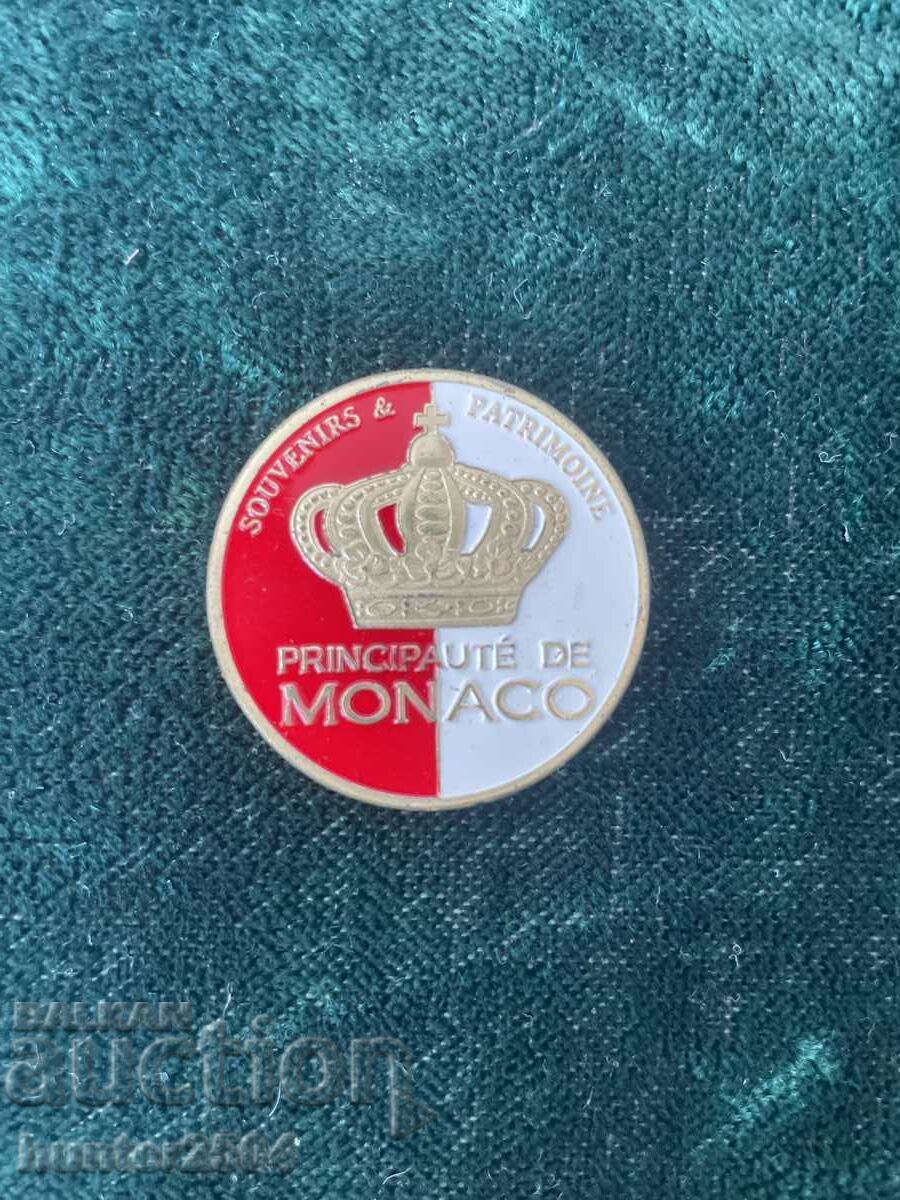 SOUVENIRS & PATRIMOINE
PRINCIPAUTÉ DE
MONACO
BALKAN
auction
hunter2504